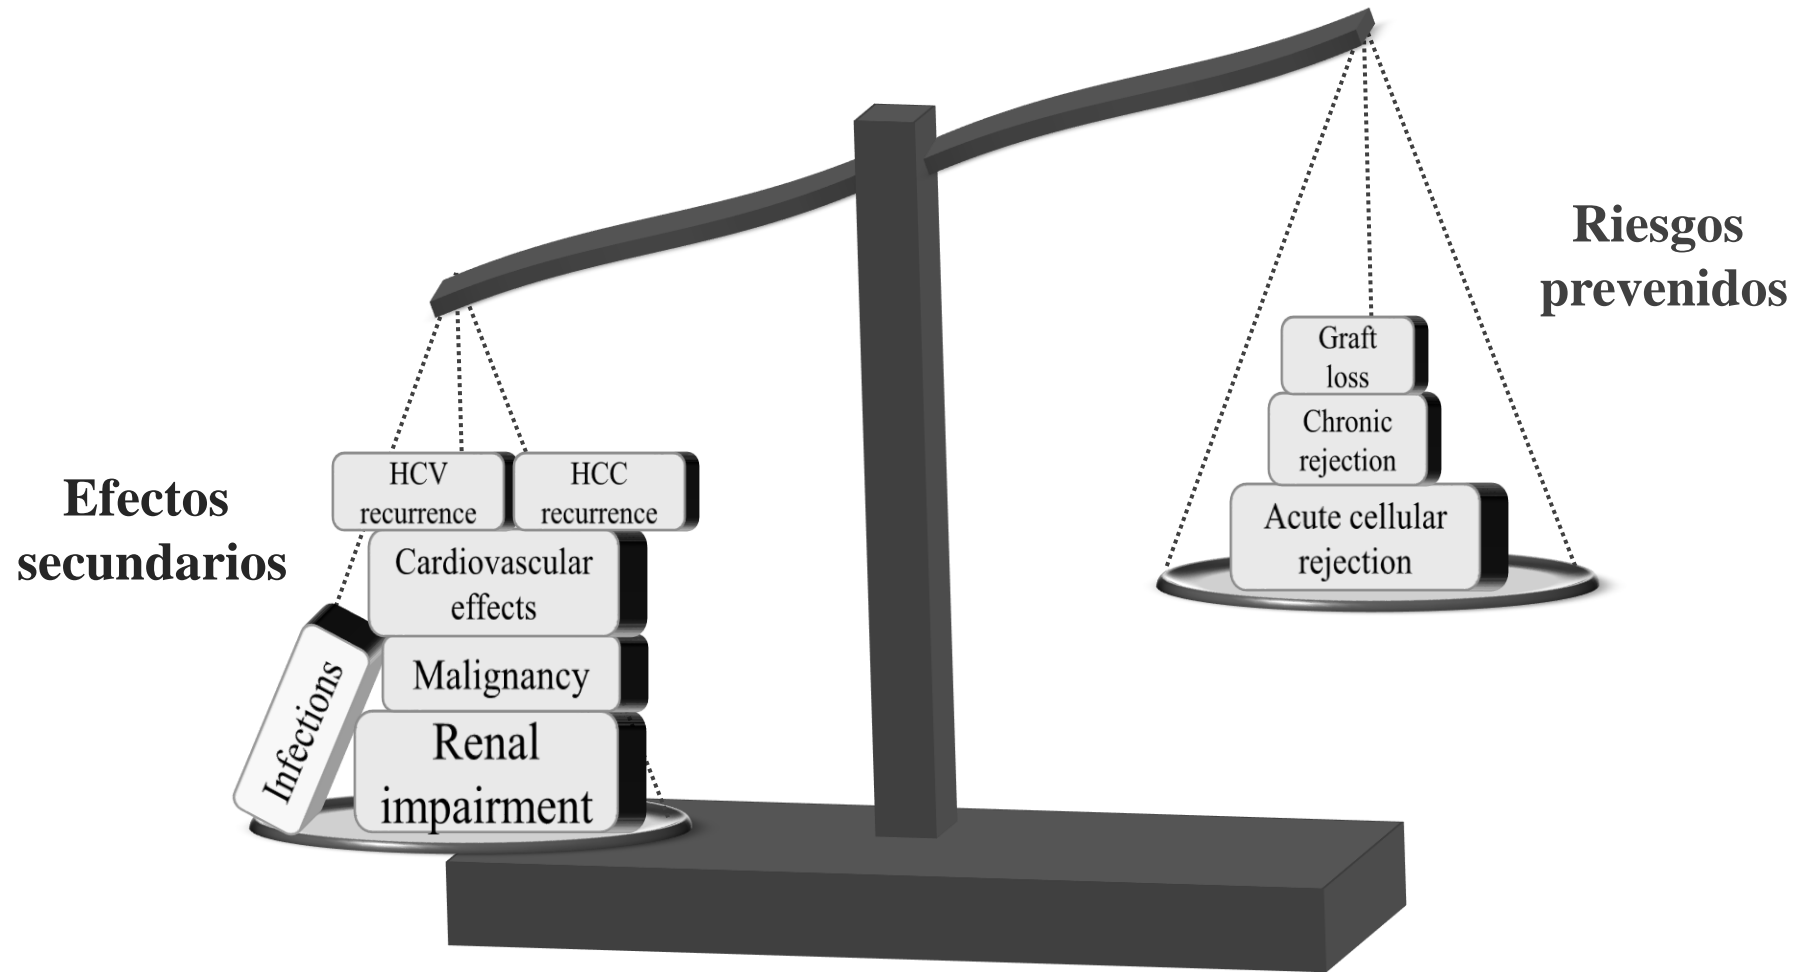 Riesgos
prevenidos
Graft
loss
Chronic
rejection
Acute cellular
rejection
Efectos
secundarios
HCV
recurrence
HCC
recurrence
Cardiovascular
effects
Malignancy
Infections
Renal
impairment